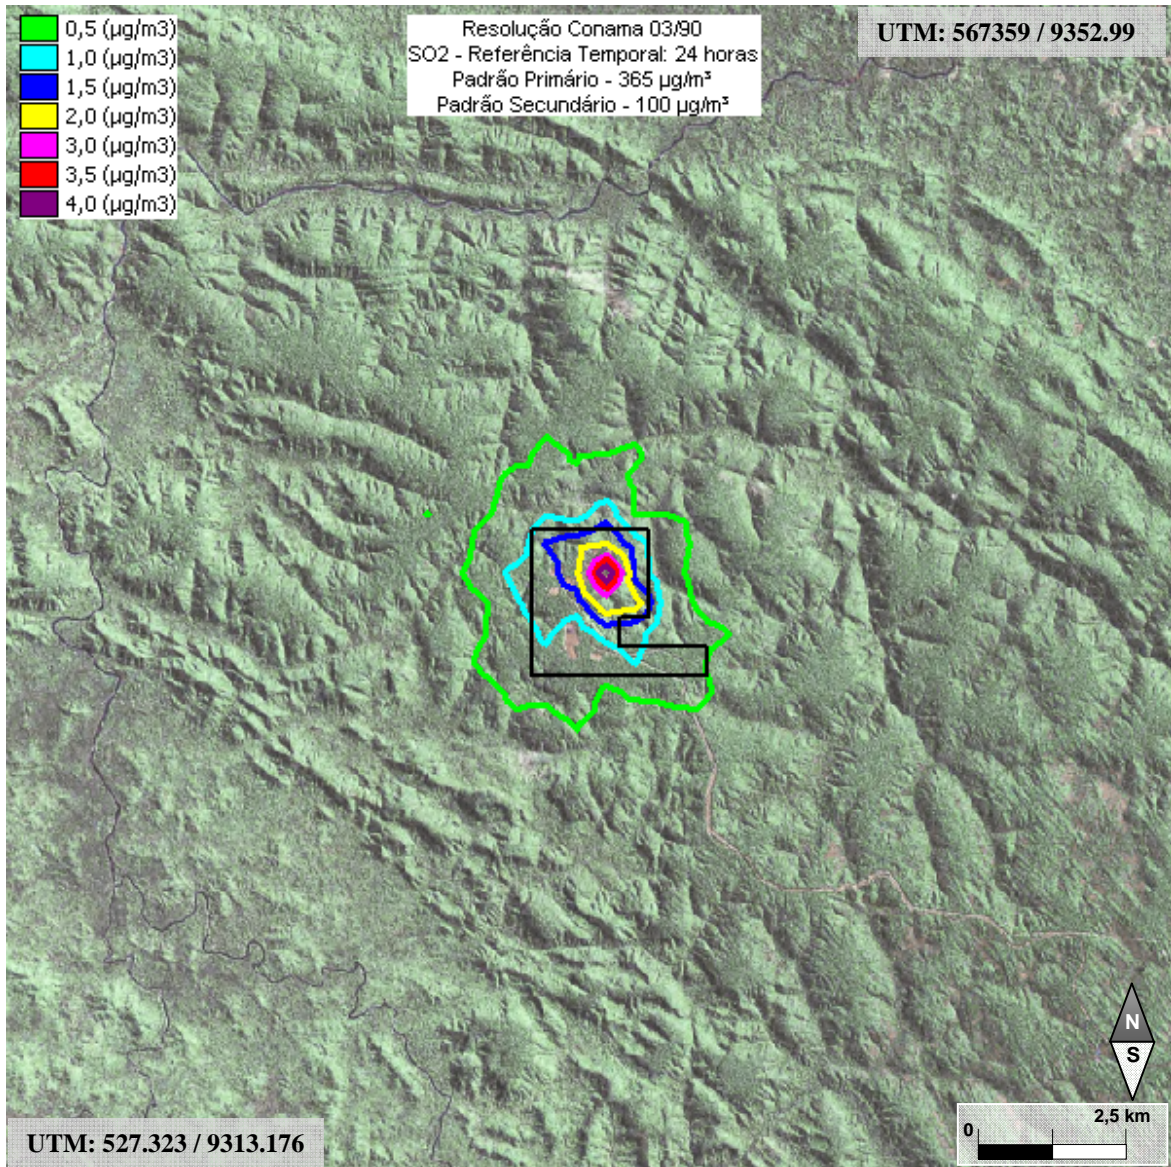 0,5 (µg/m3)
1,0 (µg/m3)
1,5 (µg/m3)
2,0 (µg/m3)
3,0 (µg/m3)
3,5 (µg/m3)
4,0 (µg/m3)
Resolução Conama 03/90
SO2 - Referência Temporal: 24 horas
Padrão Primário - 365 µg/m³
Padrão Secundário - 100 µg/m³
UTM: 567359 / 9352.99
N
S
UTM: 527.323 / 9313.176
0
2,5 km